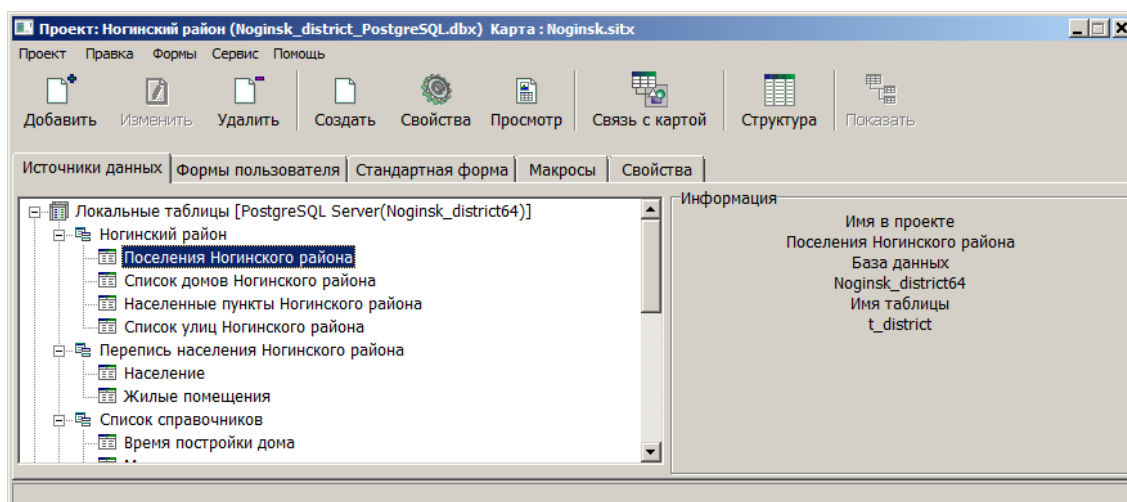 Проект: Ногинский район (Noginsk_district_PostgreSQL.dbx) Карта : Noginsk.sitx
Проект Правка Формы Сервис Помощь
Добавить Изменить Удалить Создать Свойства Просмотр Связь с картой Структура Показать
Источники данных Формы пользователя Стандартная форма Макросы Свойства
Локальные таблицы [PostgreSQL Server(Noginsk_district64)]
Ногинский район
Поселения Ногинского района
Список домов Ногинского района
Населенные пункты Ногинского района
Список улиц Ногинского района
Перепись населения Ногинского района
Население
Жилые помещения
Список справочников
Время постройки дома
Информация
Имя в проекте
Поселения Ногинского района
База данных
Noginsk_district64
Имя таблицы
t_district